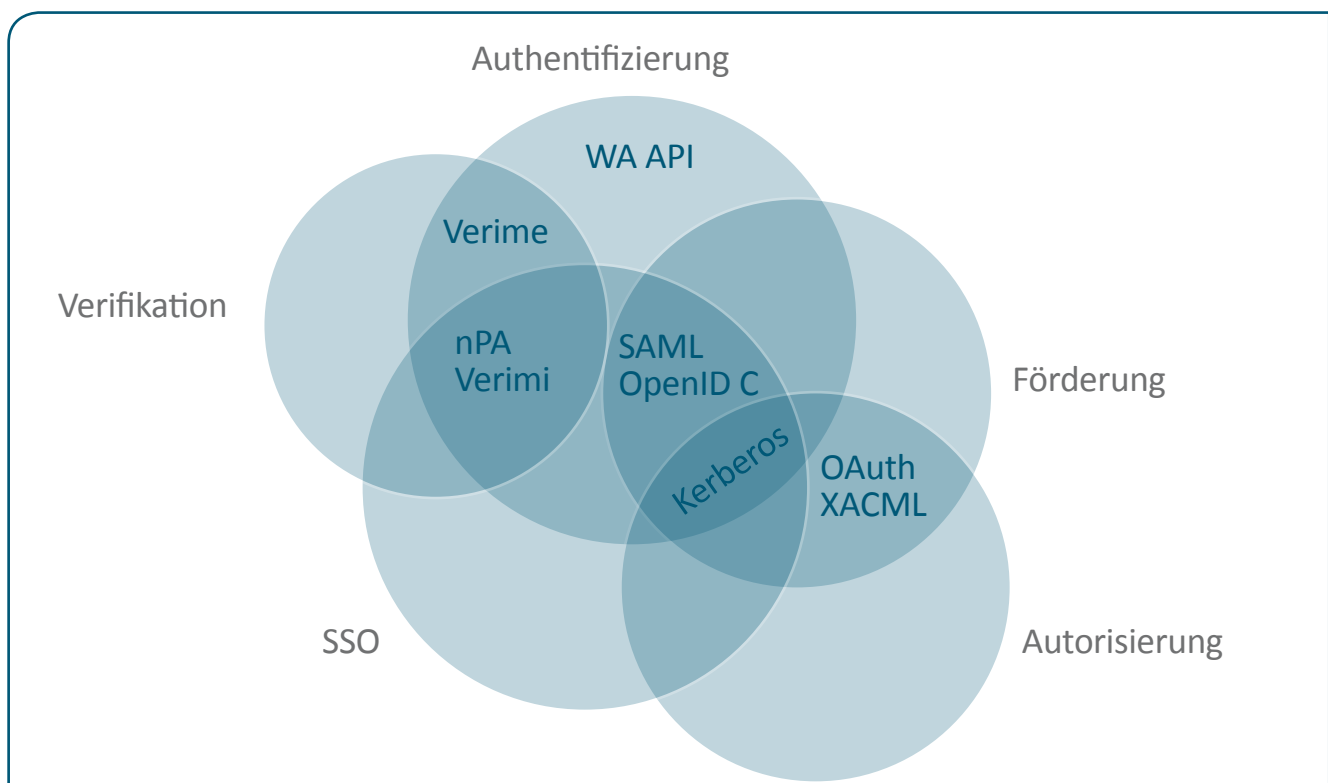 Authentifizierung
WA API
Verime
Verifikation
nPA
Verimi
SAML
OpenID C
Förderung
Kerberos
OAuth
XACML
SSO
Autorisierung